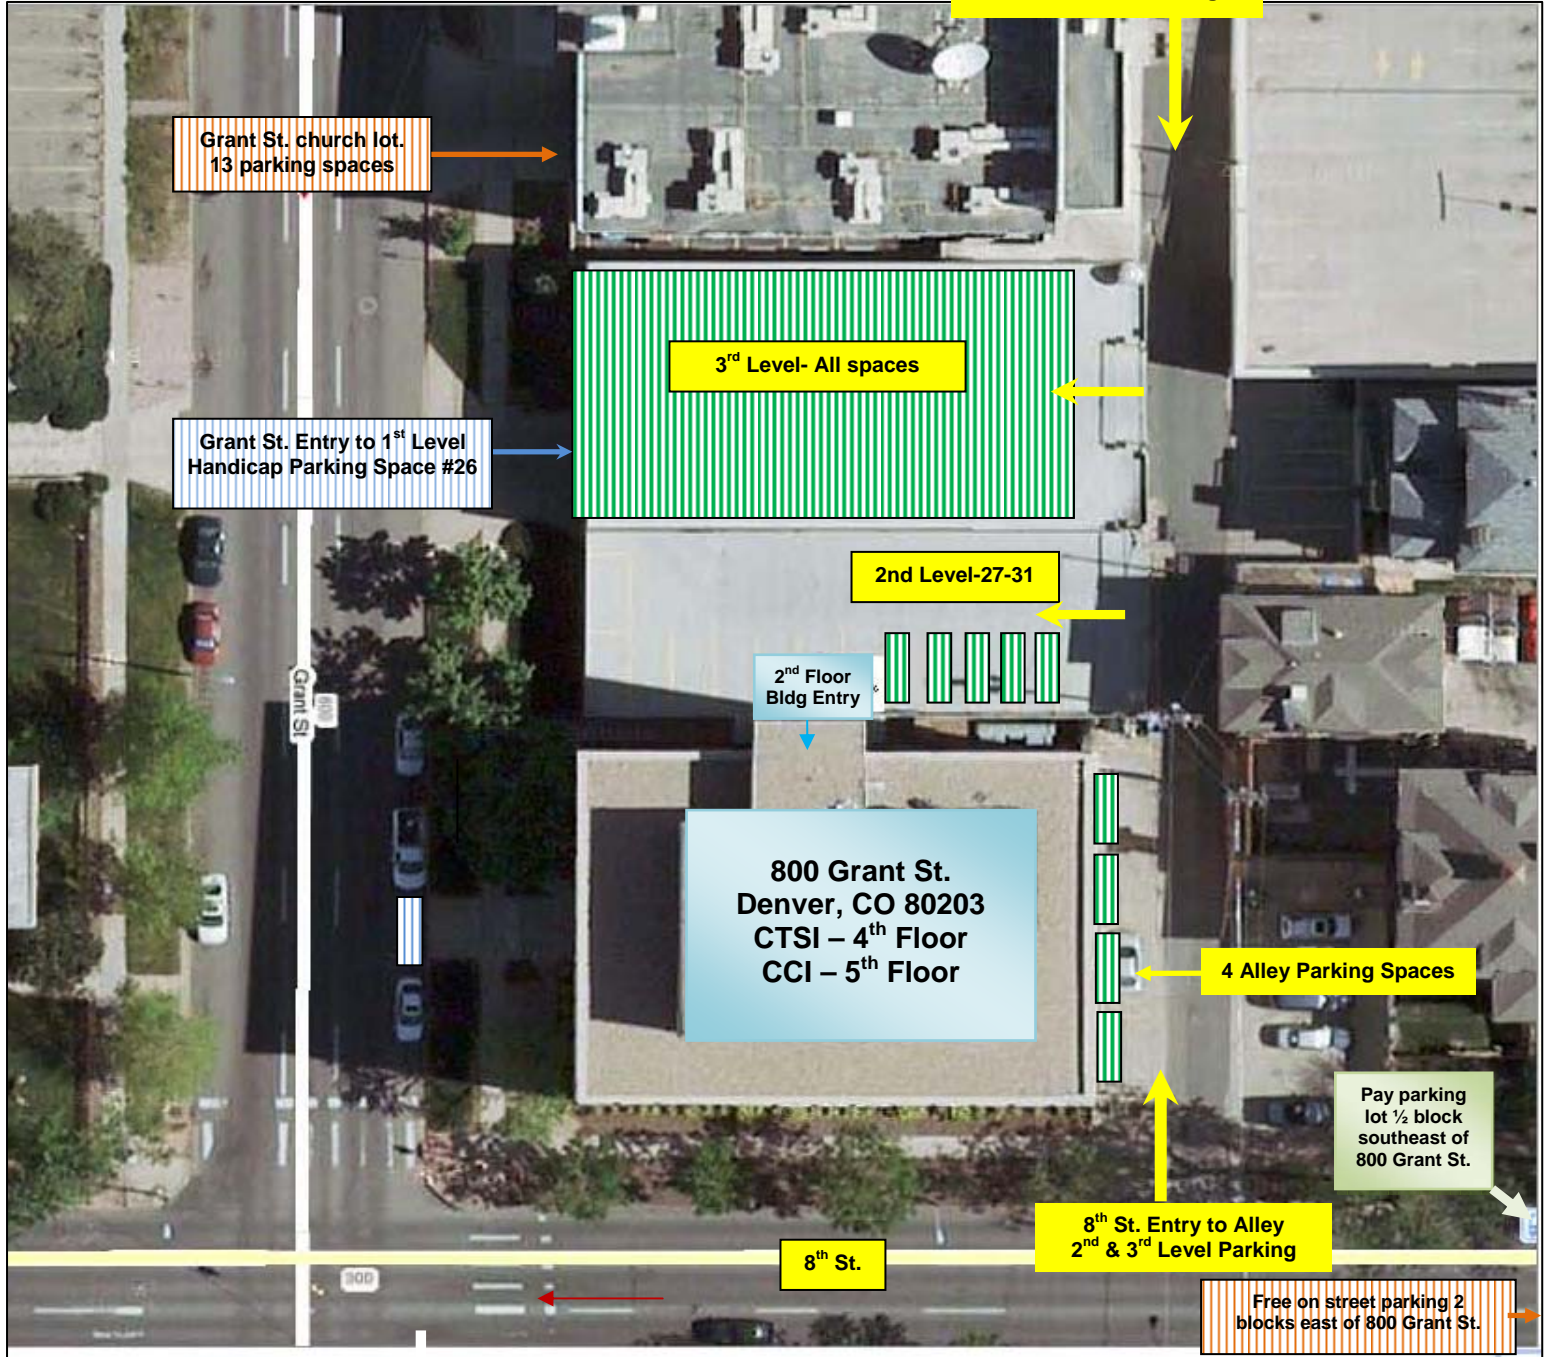 Grant St. church lot.
13 parking spaces
3rd Level- All spaces
Grant St. Entry to 1st Level
Handicap Parking Space #26
2nd Level-27-31
2nd Floor
Bldg Entry
Grant St
800 Grant St.
Denver, CO 80203
CTSI – 4th Floor
CCI – 5th Floor
4 Alley Parking Spaces
Pay parking
lot ½ block
southeast of
800 Grant St.
8th St. Entry to Alley
2nd & 3rd Level Parking
8th St.
300
Free on street parking 2
blocks east of 800 Grant St.